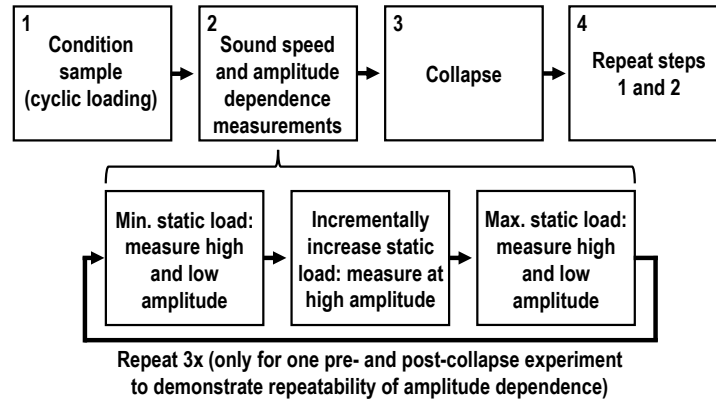 1
Condition
sample
(cyclic loading)
2
Sound speed
and amplitude
dependence
measurements
3
Collapse
4
Repeat steps
1 and 2
Min. static load:
measure high
and low
amplitude
Incrementally
increase static
load: measure at
high amplitude
Max. static load:
measure high
and low
amplitude
Repeat 3x (only for one pre- and post-collapse experiment
to demonstrate repeatability of amplitude dependence)